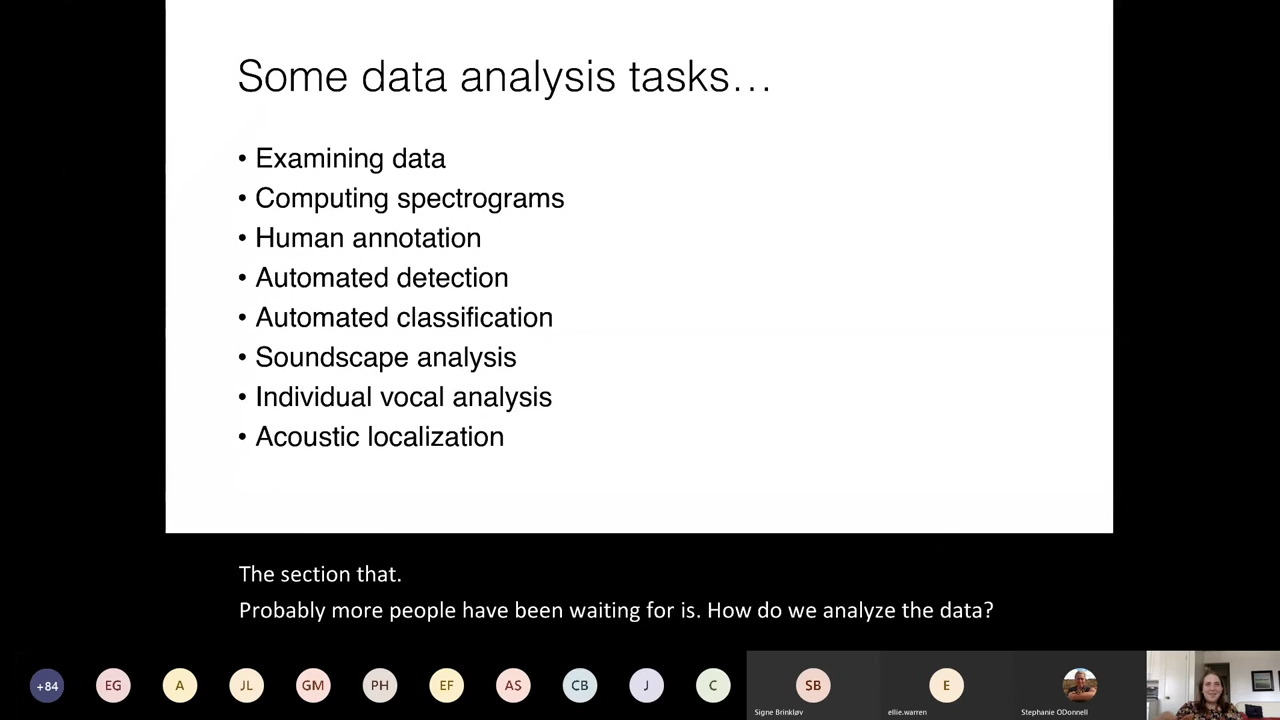 Some data analysis tasks…
• Examining data
• Computing spectrograms
• Human annotation
• Automated detection
• Automated classification
• Soundscape analysis
• Individual vocal analysis
• Acoustic localization
The section that.
Probably more people have been waiting for is. How do we analyze the data?
+84
EG
A
JL
GM
PH
EF
AS
CB
J
C
SB
E
Signe Brinkløv
ellie.warren
Stephanie ODonnell